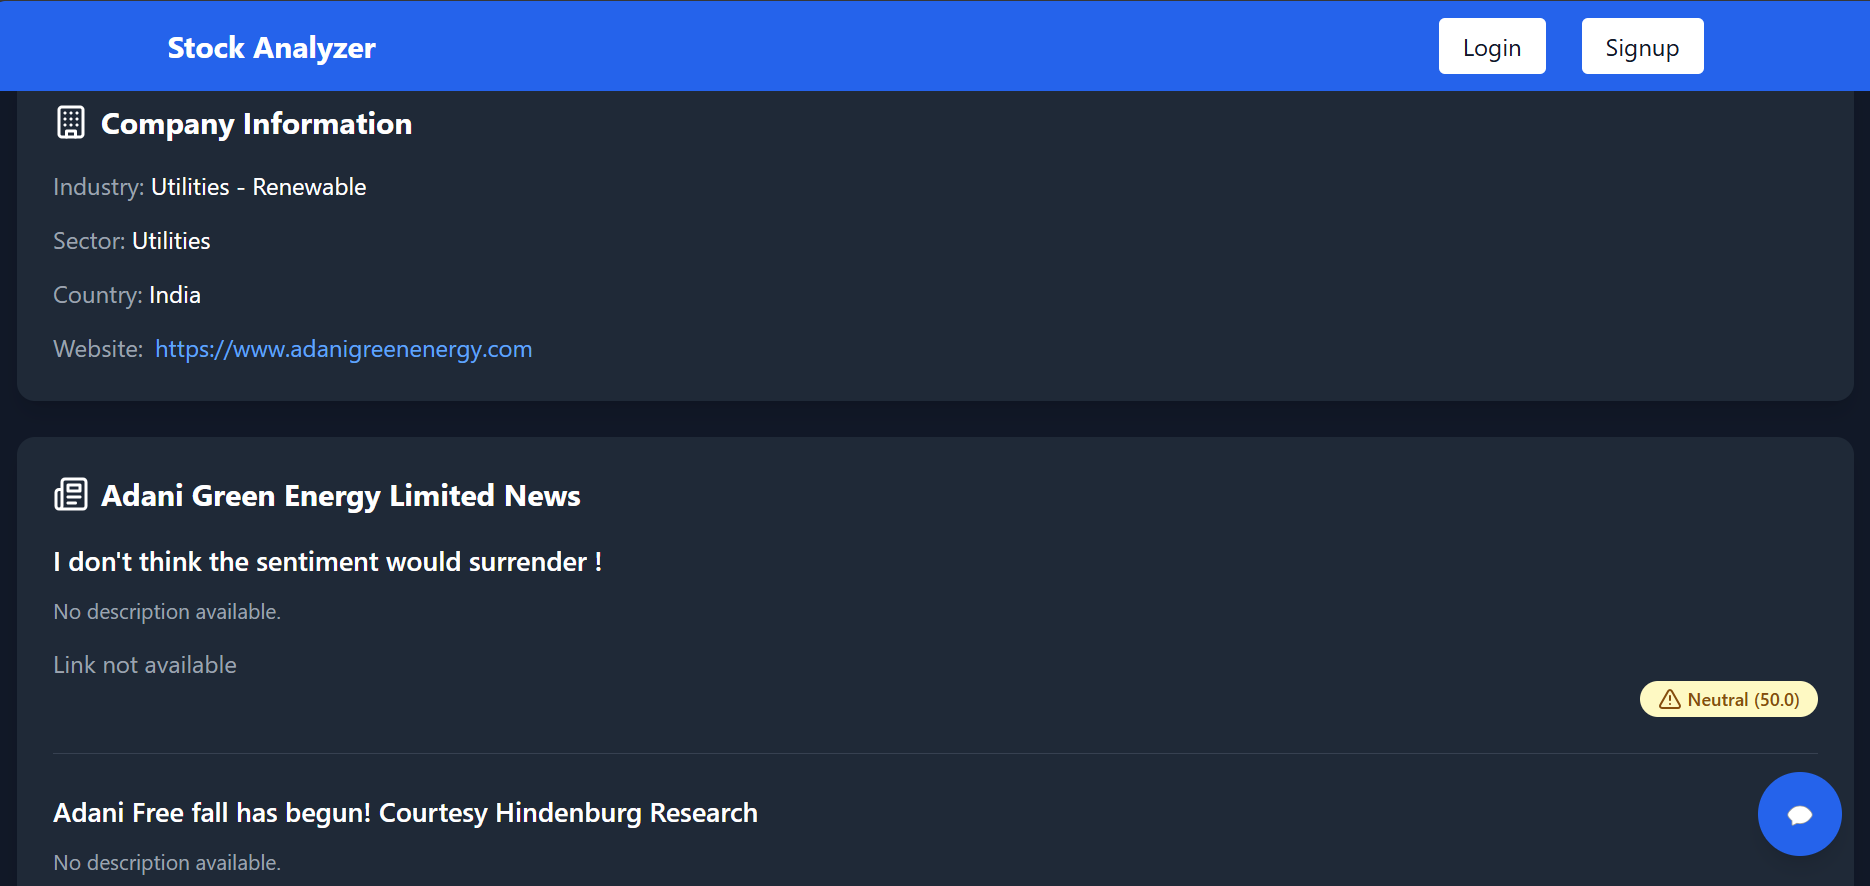 Stock Analyzer
Login
Signup
Company Information
Industry: Utilities - Renewable
Sector: Utilities
Country: India
Website: https://www.adanigreenenergy.com
Adani Green Energy Limited News
I don't think the sentiment would surrender !
No description available.
Link not available
Neutral (50.0)
Adani Free fall has begun! Courtesy Hindenburg Research
No description available.